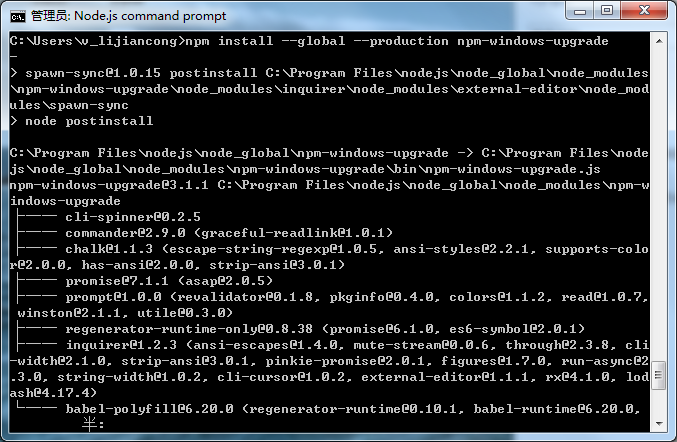 管理员: Node.js command prompt
C:\Users\v_lijiancong>npm install --global --production npm-windows-upgrade
-
> spawn-sync@1.0.15 postinstall C:\Program Files\nodejs\node_global\node_modules
\npm-windows-upgrade\node_modules\inquirer\node_modules\external-editor\node_mod
ules\spawn-sync
> node postinstall
C:\Program Files\nodejs\node_global\npm-windows-upgrade -> C:\Program Files\node
js\node_global\node_modules\npm-windows-upgrade\bin\npm-windows-upgrade.js
npm-windows-upgrade@3.1.1 C:\Program Files\nodejs\node_global\node_modules\npm-w
indows-upgrade
├── cli-spinner@0.2.5
├── commander@2.9.0 (graceful-readlink@1.0.1)
├── chalk@1.1.3 (escape-string-regexp@1.0.5, ansi-styles@2.2.1, supports-colo
r@2.0.0, has-ansi@2.0.0, strip-ansi@3.0.1)
├── promise@7.1.1 (asap@2.0.5)
├── prompt@1.0.0 (revalidator@0.1.8, pkginfo@0.4.0, colors@1.1.2, read@1.0.7,
winston@2.1.1, utile@0.3.0)
├── regenerator-runtime-only@0.8.38 (promise@6.1.0, es6-symbol@2.0.1)
├── inquirer@1.2.3 (ansi-escapes@1.4.0, mute-stream@0.0.6, through@2.3.8, cli
-width@2.1.0, strip-ansi@3.0.1, pinkie-promise@2.0.1, figures@1.7.0, run-async@2
.3.0, string-width@1.0.2, cli-cursor@1.0.2, external-editor@1.1.1, rx@4.1.0, lod
ash@4.17.4)
└── babel-polyfill@6.20.0 (regenerator-runtime@0.10.1, babel-runtime@6.20.0,
半: